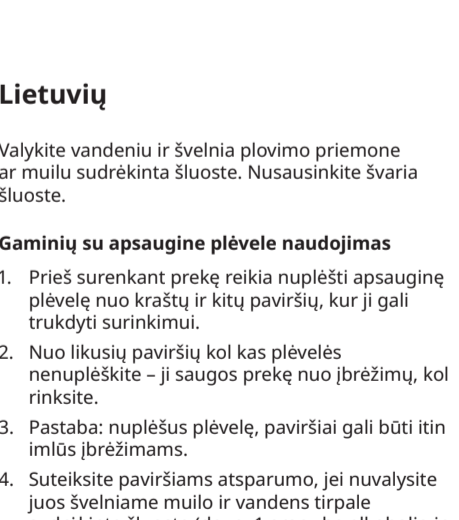 Lietuvių
Valykite vandeniu ir švelnia plovimo priemone
ar muilu sudrėkinta šluoste. Nusausinkite švaria
šluoste.
Gaminių su apsaugine plėvele naudojimas
1. Prieš surenkant prekę reikia nuplėšti apsauginę
plėvelę nuo kraštų ir kitų paviršių, kur ji gali
trukdyti surinkimui.
2. Nuo likusių paviršių kol kas plėvelės
nenuplėškite – ji saugos prekę nuo įbrėžimų, kol
rinksite.
3. Pastaba: nuplėšus plėvelę, paviršiai gali būti itin
imlūs įbrėžimams.
4. Suteiksite paviršiams atsparumo, jei nuvalysite
juos švelniame muilo ir vandens tirpale